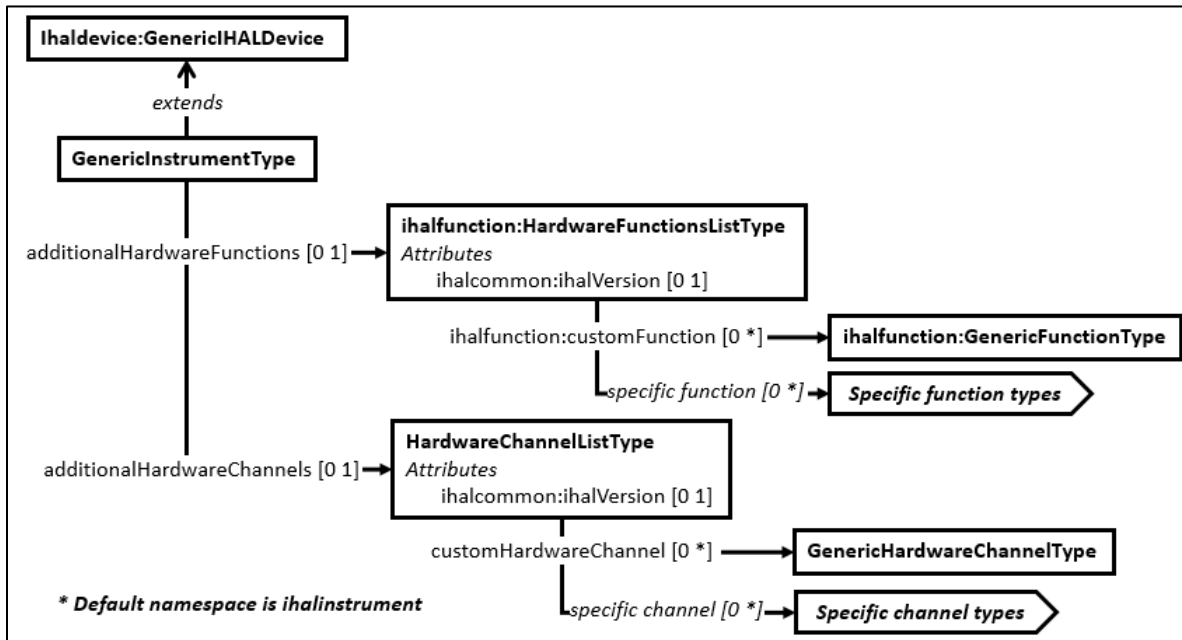 Ihaldevice:GenericIHALDevice
extends
GenericInstrumentType
additionalHardwareFunctions [0 1]
ihalfunction:HardwareFunctionsListType
Attributes
ihalcommon:ihalVersion [0 1]
ihalfunction:customFunction [0 *]
ihalfunction:GenericFunctionType
specific function [0 *]
Specific function types
additionalHardwareChannels [0 1]
HardwareChannelListType
Attributes
ihalcommon:ihalVersion [0 1]
customHardwareChannel [0 *]
GenericHardwareChannelType
specific channel [0 *]
Specific channel types
* Default namespace is ihalinstrument